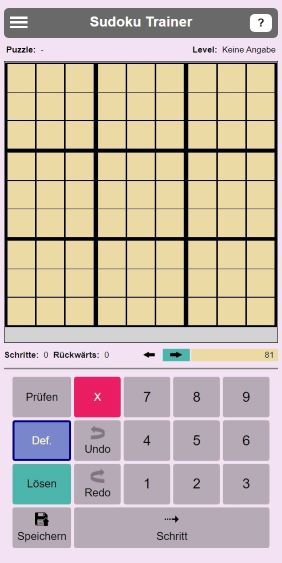 Sudoku Trainer ?
Puzzle: - Level: Keine Angabe
Schritte: 0 Rückwärts: 0 81
Prüfen X 7 8 9
Def. Undo 4 5 6
Lösen Redo 1 2 3
Speichern Schritt